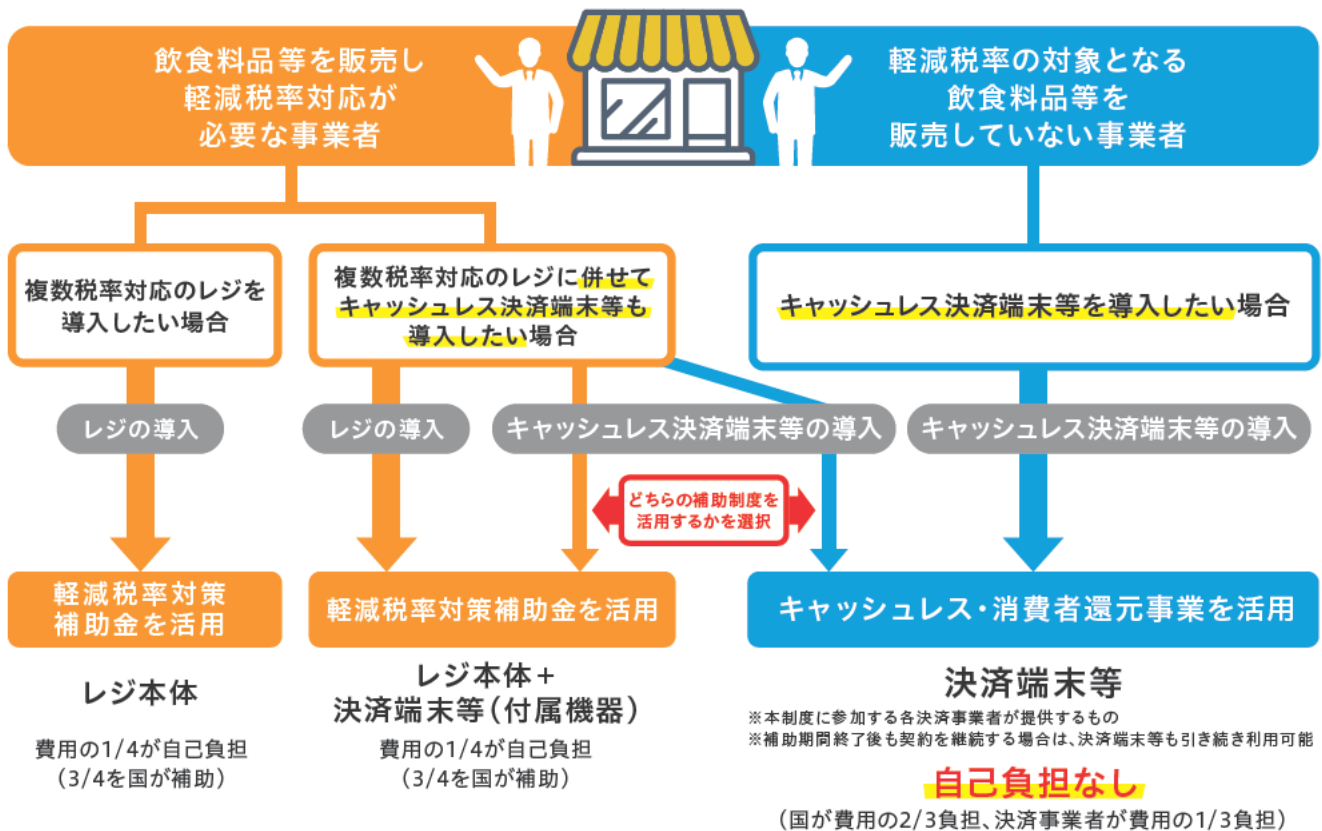 飲食料品等を販売し
軽減税率対応が
必要な事業者
軽減税率の対象となる
飲食料品等を
販売していない事業者
複数税率対応のレジを
導入したい場合
複数税率対応のレジに併せて
キャッシュレス決済端末等も
導入したい場合
キャッシュレス決済端末等を導入したい場合
レジの導入
レジの導入
キャッシュレス決済端末等の導入
キャッシュレス決済端末等の導入
どちらの補助制度を
活用するかを選択
軽減税率対策
補助金を活用
軽減税率対策補助金を活用
キャッシュレス・消費者還元事業を活用
レジ本体
費用の1/4が自己負担
（3/4を国が補助）
レジ本体+
決済端末等（付属機器）
費用の1/4が自己負担
（3/4を国が補助）
決済端末等
※本制度に参加する各決済事業者が提供するもの
※補助期間終了後も契約を継続する場合は、決済端末等も引き続き利用可能
自己負担なし
（国が費用の2/3負担、決済事業者が費用の1/3負担）